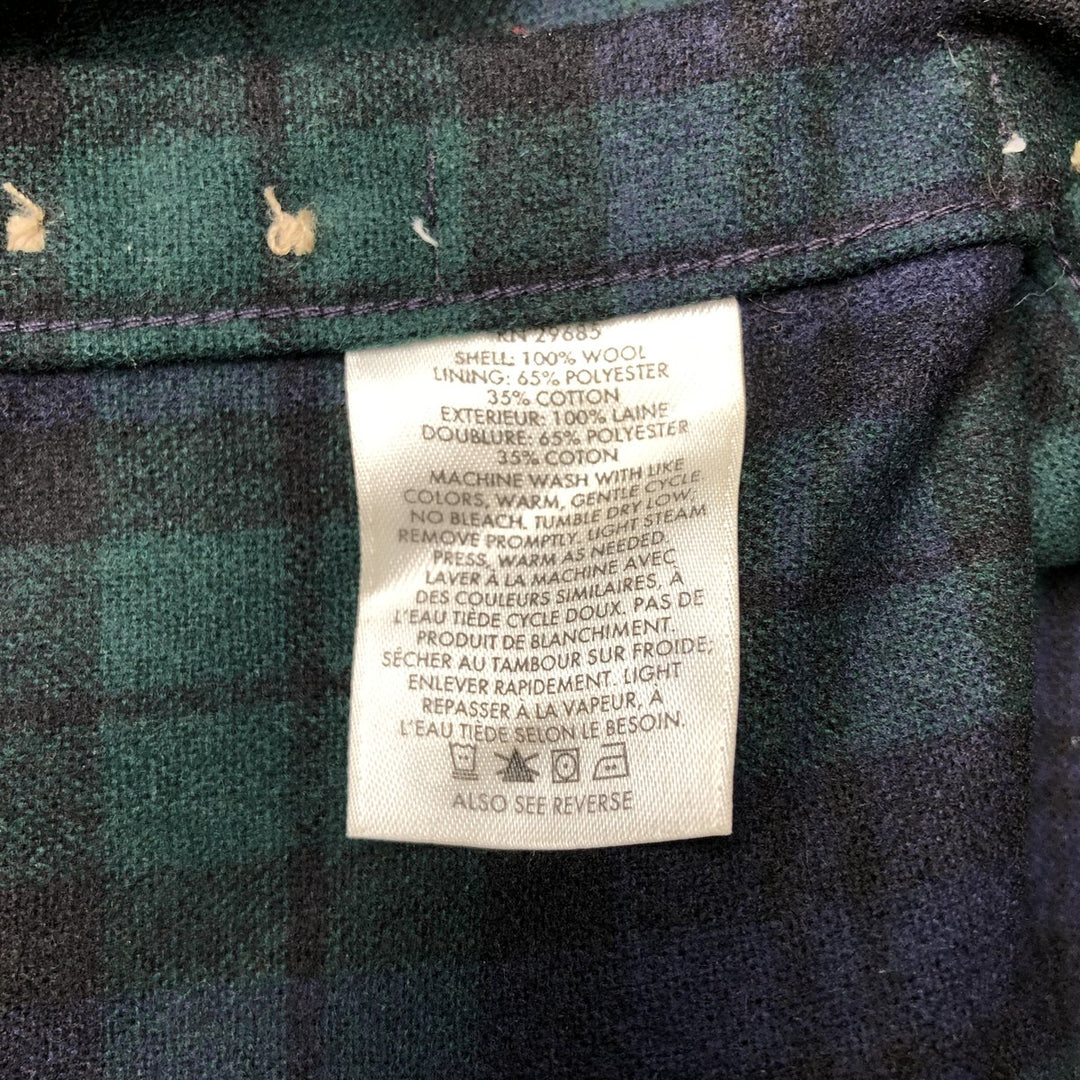 RN 29685
SHELL: 100% WOOL
LINING: 65% POLYESTER
35% COTTON
EXTERIEUR: 100% LAINE
DOUBLURE: 65% POLYESTER
35% COTON
MACHINE WASH WITH LIKE
COLORS, WARM, GENTLE CYCLE
NO BLEACH. TUMBLE DRY LOW,
REMOVE PROMPTLY. LIGHT STEAM
PRESS, WARM AS NEEDED.
LAVER À LA MACHINE AVEC
DES COULEURS SIMILAIRES, À
L'EAU TIÈDE CYCLE DOUX. PAS DE
PRODUIT DE BLANCHIMENT.
SÉCHER AU TAMBOUR SUR FROIDE;
ENLEVER RAPIDEMENT. LIGHT
REPASSER À LA VAPEUR, À
L'EAU TIÈDE SELON LE BESOIN.
ALSO SEE REVERSE